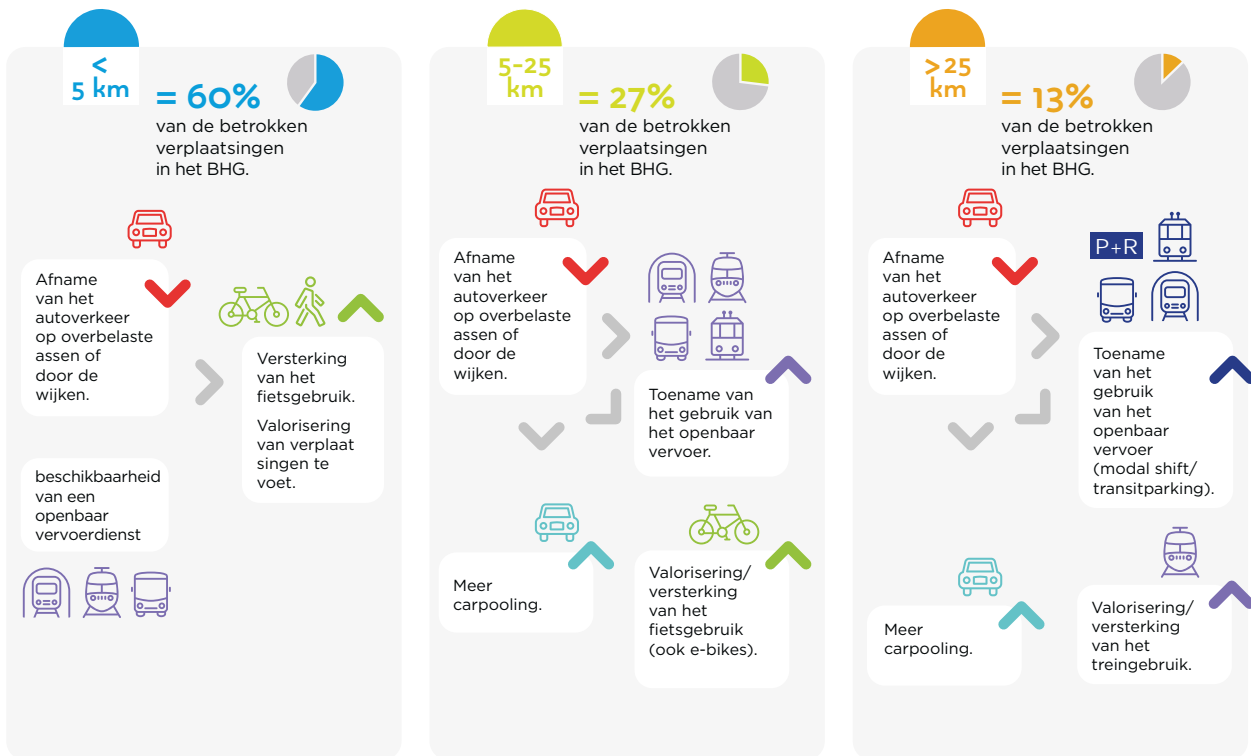 <
5 km
= 60%
van de betrokken
verplaatsingen
in het BHG.
Afname
van het
autoverkeer
op overbelaste
assen of
door de
wijken.
Versterking
van het
fietsgebruik.
Valorisering
van verplaat
singen te
voet.
beschikbaarheid
van een
openbaar
vervoerdienst
5-25
km
= 27%
van de betrokken
verplaatsingen
in het BHG.
Afname
van het
autoverkeer
op overbelaste
assen of
door de
wijken.
Toename van
het gebruik van
het openbaar
vervoer.
Meer
carpooling.
Valorisering/
versterking
van het
fietsgebruik
(ook e-bikes).
>25
km
= 13%
van de betrokken
verplaatsingen
in het BHG.
Afname
van het
autoverkeer
op overbelaste
assen of
door de
wijken.
P+R
Toename
van het
gebruik
van het
openbaar
vervoer
(modal shift/
transitparking).
Meer
carpooling.
Valorisering/
versterking
van het
treingebruik.